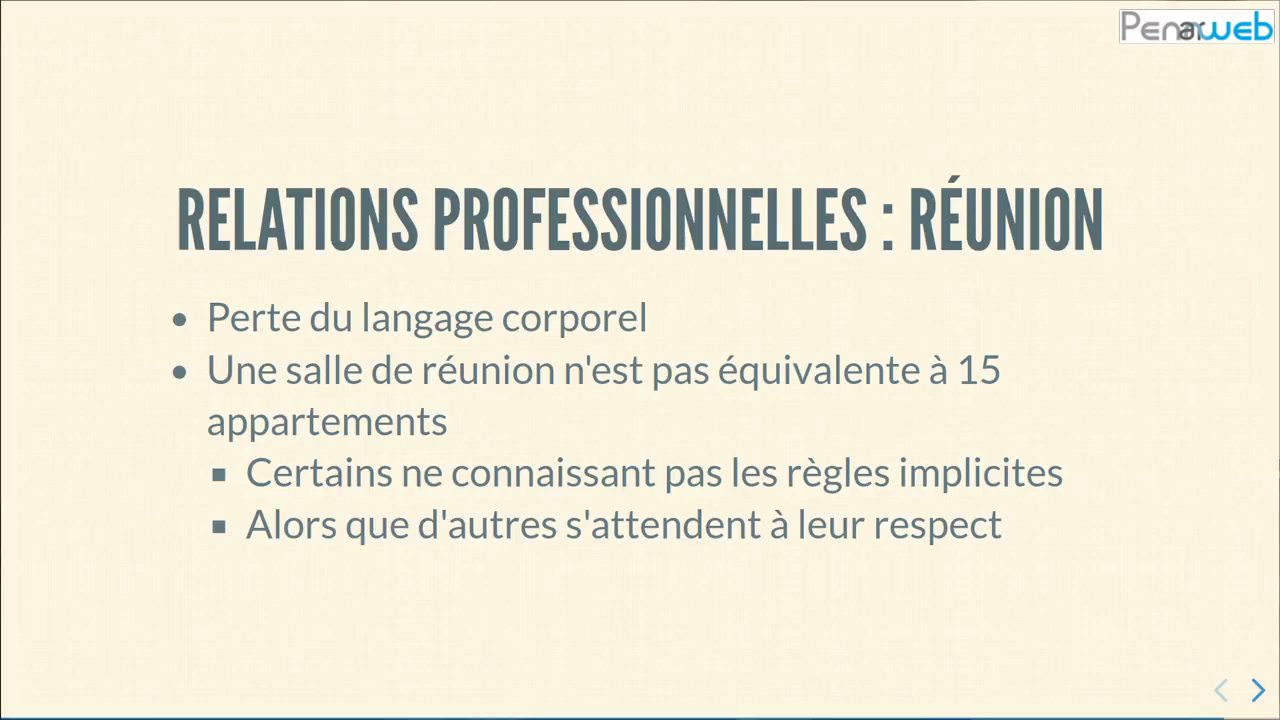 Pennarweb
RELATIONS PROFESSIONNELLES : RÉUNION
Perte du langage corporel
Une salle de réunion n'est pas équivalente à 15
appartements
Certains ne connaissant pas les règles implicites
Alors que d'autres s'attendent à leur respect